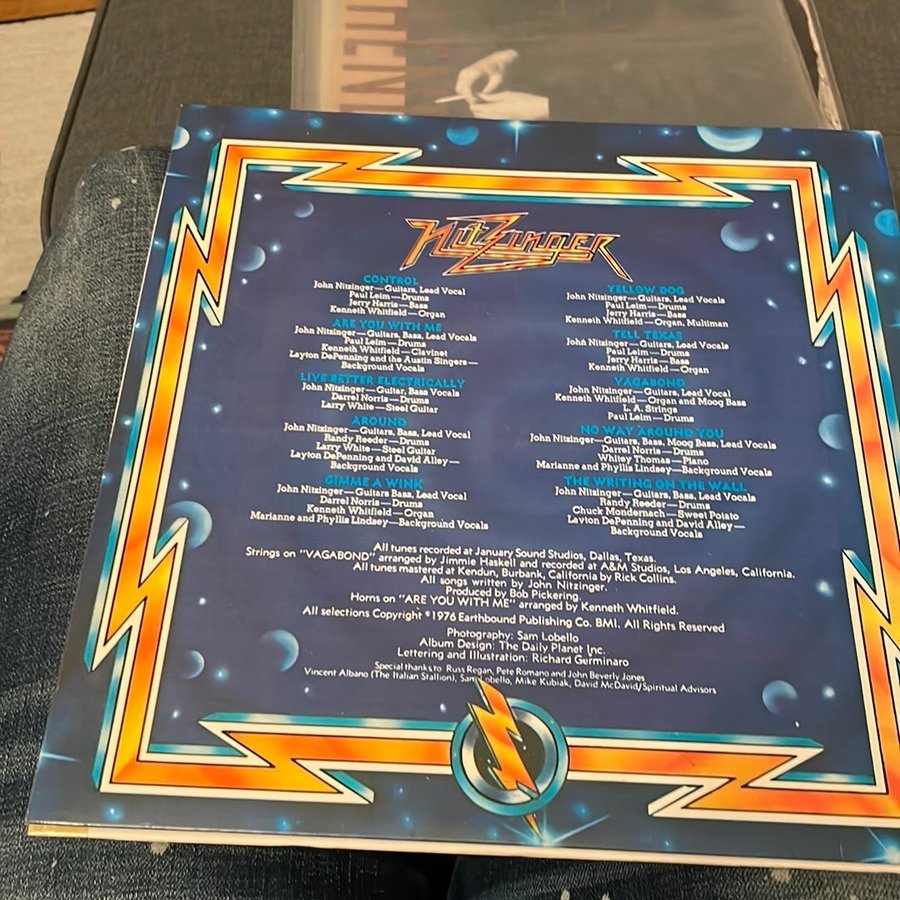 NITZINGER
CONTROL
John Nitzinger—Guitars, Lead Vocal
Paul Leim—Drums
Jerry Harris—Bass
Kenneth Whitfield—Organ
ARE YOU WITH ME
John Nitzinger—Guitars, Bass, Lead Vocals
Paul Leim—Drums
Kenneth Whitfield—Clavinet
Layton DePenning and the Austin Singers—
Background Vocals
LIVE BETTER ELECTRICALLY
John Nitzinger—Guitar, Bass Vocals
Darrel Norris—Drums
Larry White—Steel Guitar
AROUND
John Nitzinger—Guitars, Bass, Lead Vocal
Randy Reeder—Drums
Larry White—Steel Guitar
Layton DePenning and David Alley—
Background Vocals
GIMME A WINK
John Nitzinger—Guitars Bass, Lead Vocal
Darrel Norris—Drums
Kenneth Whitfield—Organ
Marianne and Phyllis Lindsey—Background Vocals
YELLOW DOG
John Nitzinger—Guitars, Lead Vocals
Paul Leim—Drums
Jerry Harris—Bass
Kenneth Whitfield—Organ, Multiman
TELL TEXAS
John Nitzinger—Guitars, Lead Vocals
Paul Leim—Drums
Jerry Harris—Bass
Kenneth Whitfield—Organ
VAGABOND
John Nitzinger—Guitars, Lead Vocal
Kenneth Whitfield—Organ and Moog Bass
L. A. Strings
Paul Leim—Drums
NO WAY AROUND YOU
John Nitzinger—Guitars, Bass, Moog Bass, Lead Vocals
Darrel Norris—Drums
Whitey Thomas—Piano
Marianne and Phyllis Lindsey—Background Vocals
THE WRITING ON THE WALL
John Nitzinger—Guitars, Bass, Lead Vocals
Randy Reeder—Drums
Chuck Mondernach—Sweet Potato
Layton DePenning and David Alley—
Background Vocals
All tunes recorded at January Sound Studios, Dallas, Texas.
Strings on "VAGABOND" arranged by Jimmie Haskell and recorded at A&M Studios, Los Angeles, California.
All tunes mastered at Kendun, Burbank, California by Rick Collins.
All songs written by John Nitzinger.
Produced by Bob Pickering.
Horns on "ARE YOU WITH ME" arranged by Kenneth Whitfield.
All selections Copyright ©1976 Earthbound Publishing Co. BMI. All Rights Reserved
Photography: Sam Lobello
Album Design: The Daily Planet Inc.
Lettering and Illustration: Richard Germinaro
Special thanks to: Russ Regan, Pete Romano and John Beverly Jones
Vincent Albano (The Italian Stallion), Sam Lobello, Mike Kubiak, David McDavid/Spiritual Advisors